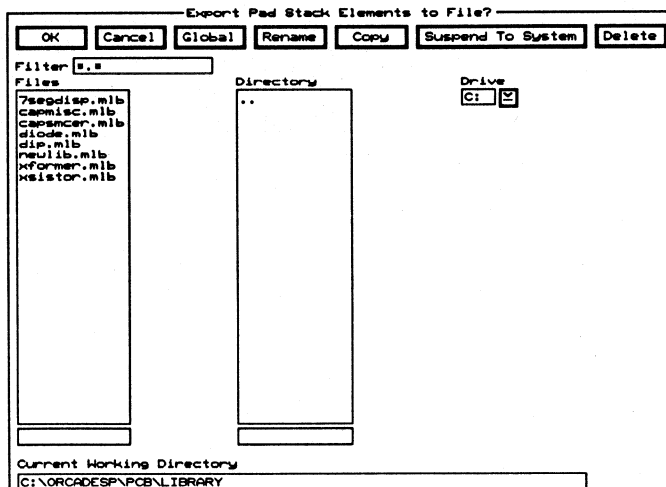 Export Pad Stack Elements to File?
OK Cancel Global Rename Copy Suspend To System Delete
Filter *.*
Files Directory Drive
7segdisp.mlb .. C:
capmisc.mlb
capsmcer.mlb
diode.mlb
dip.mlb
newlib.mlb
xformer.mlb
xsistor.mlb
Current Working Directory
C:\ORCADESP\PCB\LIBRARY